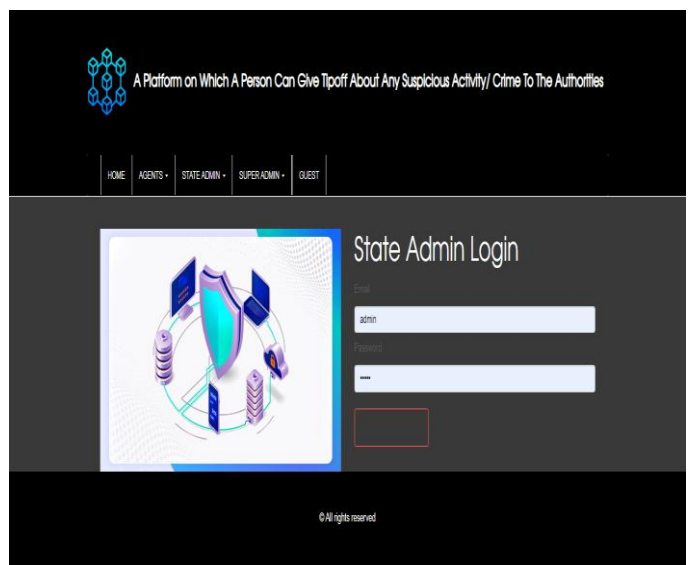 A Platform on Which A Person Can Give Tipoff About Any Suspicious Activity/ Crime To The Authorities
HOME AGENTS STATE ADMIN SUPER ADMIN GUEST
State Admin Login
Email
admin
Password
•••••
© All rights reserved